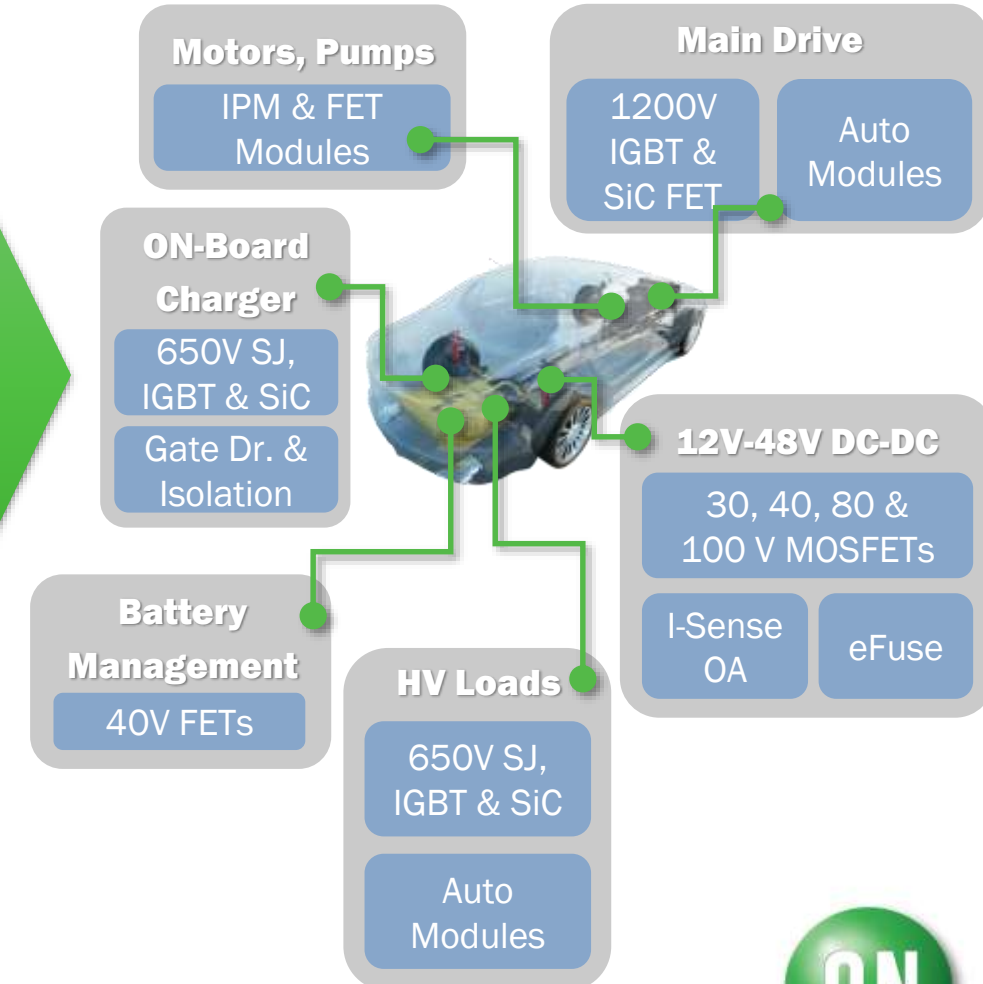 Motors, Pumps
IPM & FET
Modules
Main Drive
1200V
IGBT &
SiC FET
Auto
Modules
ON-Board
Charger
650V SJ,
IGBT & SiC
Gate Dr. &
Isolation
12V-48V DC-DC
30, 40, 80 &
100 V MOSFETs
I-Sense
OA
eFuse
Battery
Management
40V FETs
HV Loads
650V SJ,
IGBT & SiC
Auto
Modules
ON